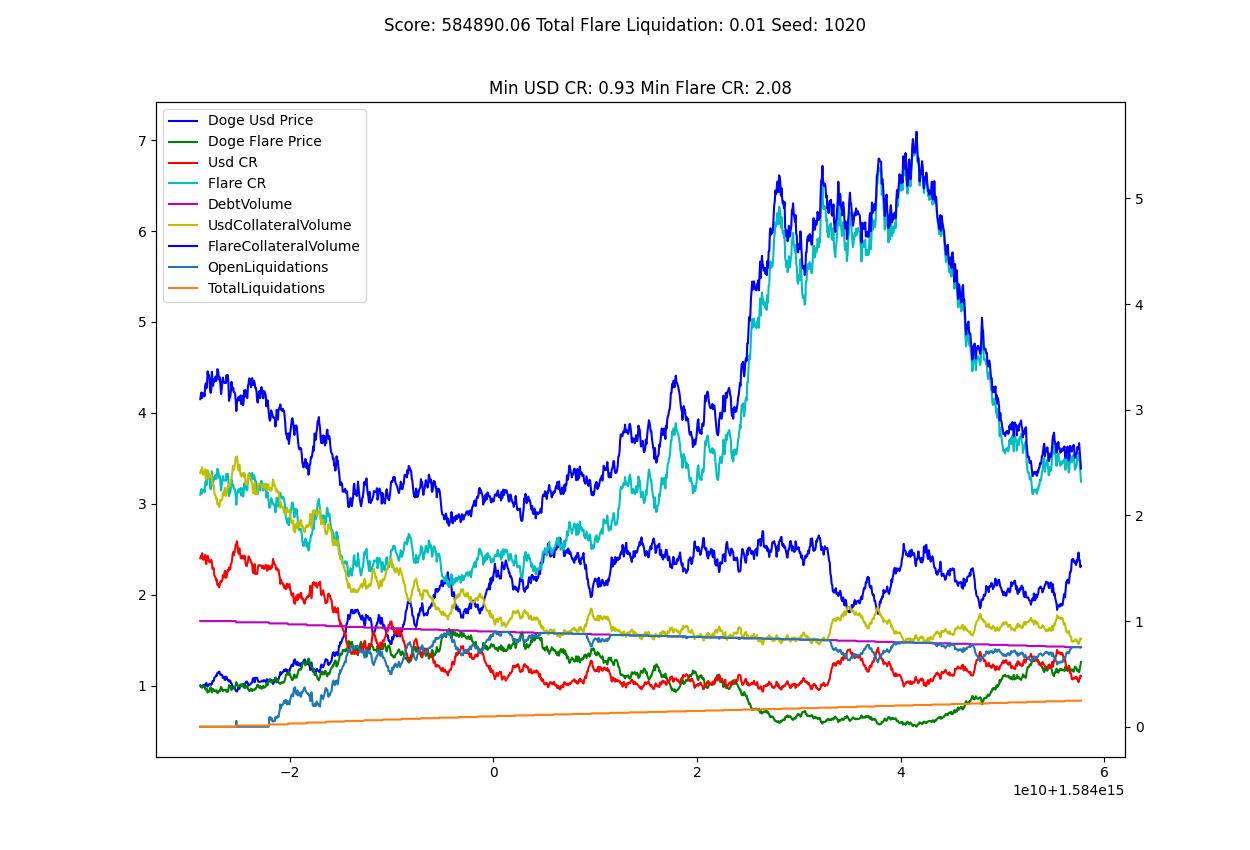 Score: 584890.06 Total Flare Liquidation: 0.01 Seed: 1020
Min USD CR: 0.93 Min Flare CR: 2.08
Doge Usd Price
Doge Flare Price
Usd CR
Flare CR
DebtVolume
UsdCollateralVolume
FlareCollateralVolume
OpenLiquidations
TotalLiquidations
7
6
5
4
3
2
1
5
4
3
2
1
0
−2
0
2
4
6
1e10+1.584e15